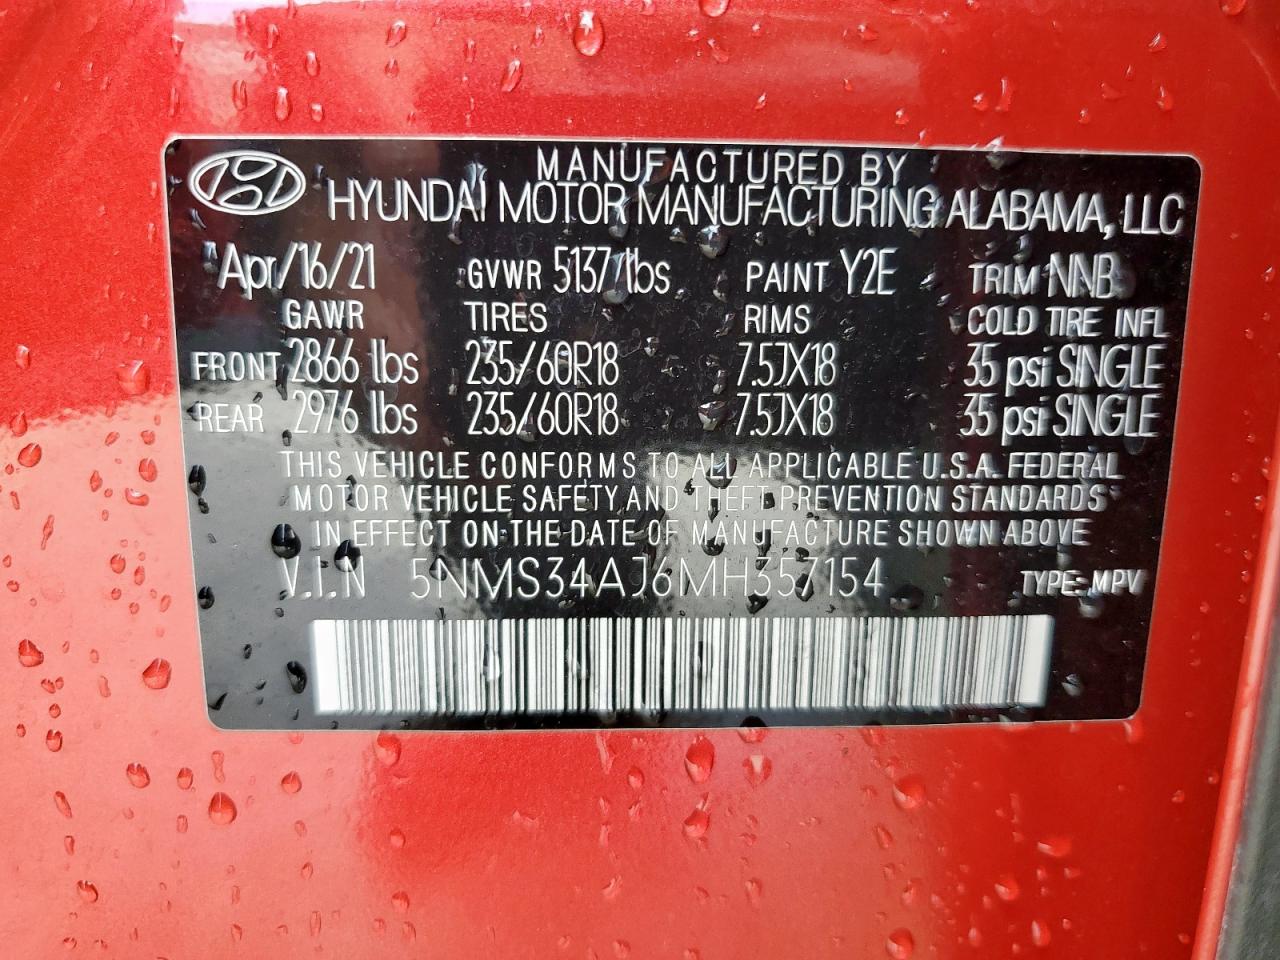 MANUFACTURED BY
HYUNDAI MOTOR MANUFACTURING ALABAMA, LLC
Apr/16/21 GVWR 5137 lbs PAINT Y2E TRIM NNB
GAWR TIRES RIMS COLD TIRE INFL
FRONT 2866 lbs 235/60R18 7.5JX18 35 psi SINGLE
REAR 2976 lbs 235/60R18 7.5JX18 35 psi SINGLE
THIS VEHICLE CONFORMS TO ALL APPLICABLE U.S.A. FEDERAL
MOTOR VEHICLE SAFETY AND THEFT PREVENTION STANDARDS
IN EFFECT ON THE DATE OF MANUFACTURE SHOWN ABOVE
V.I.N 5NMS34AJ6MH357154 TYPE: MPV